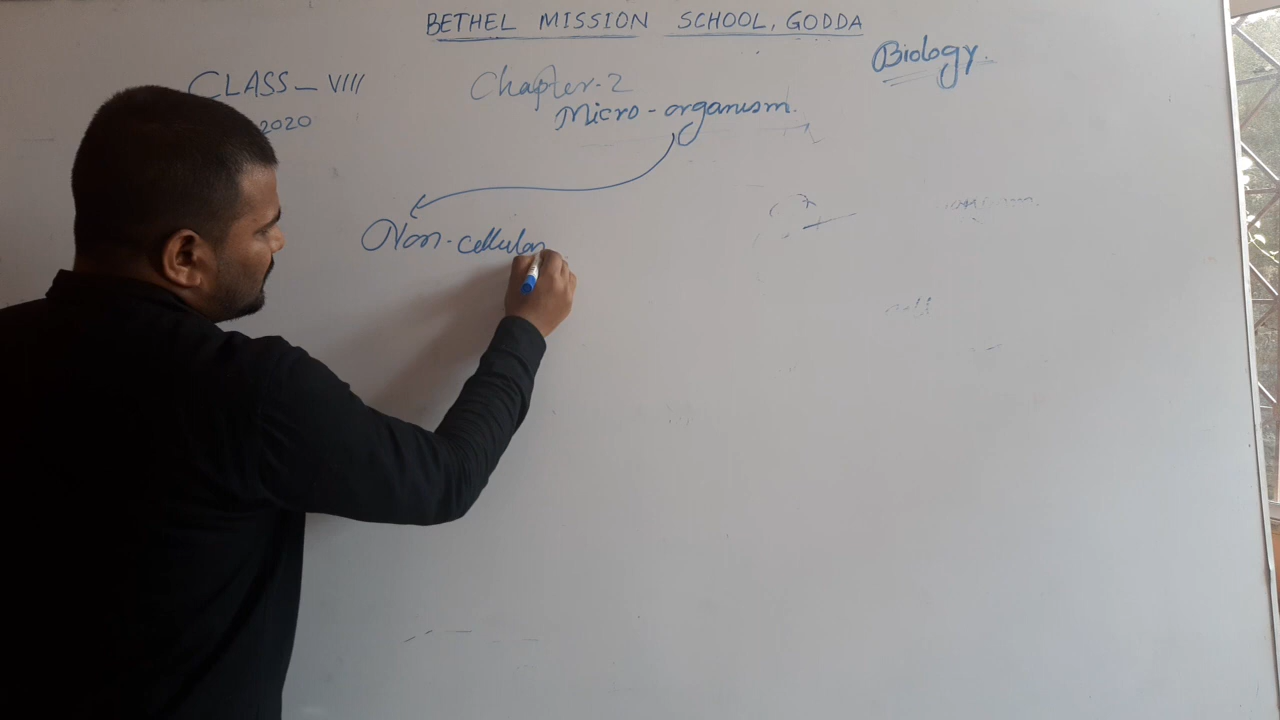 BETHEL MISSION SCHOOL, GODDA
Biology.
CLASS - VIII
Chapter-2
2020
Micro-organism.
Non-cellular